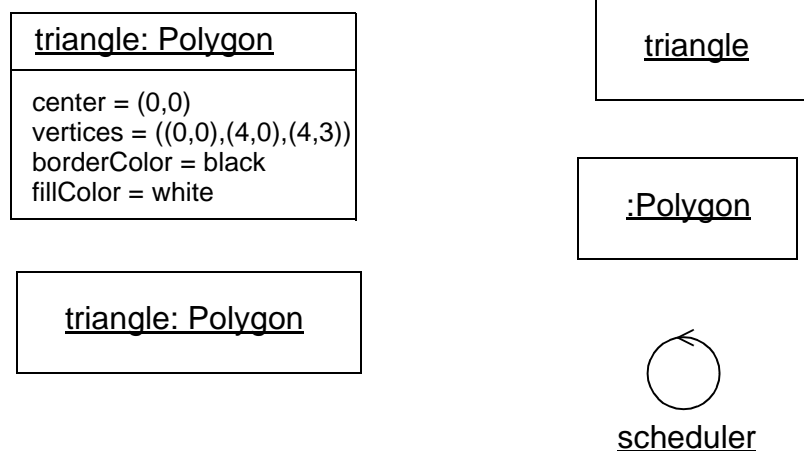 triangle: Polygon
center = (0,0)
vertices = ((0,0),(4,0),(4,3))
borderColor = black
fillColor = white
triangle: Polygon
triangle
:Polygon
scheduler